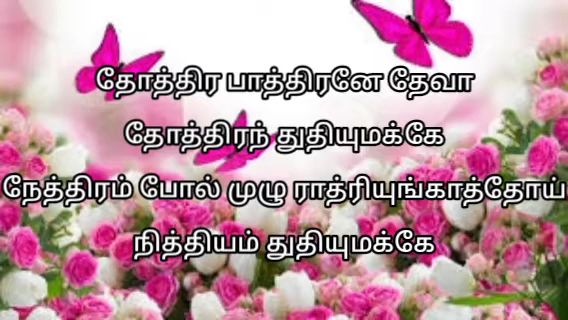 தோத்திர பாத்திரனே தேவா
தோத்திரந் துதியுமக்கே
நேத்திரம் போல் முழு ராத்ரியுங்காத்தோய்
நித்தியம் துதியுமக்கே